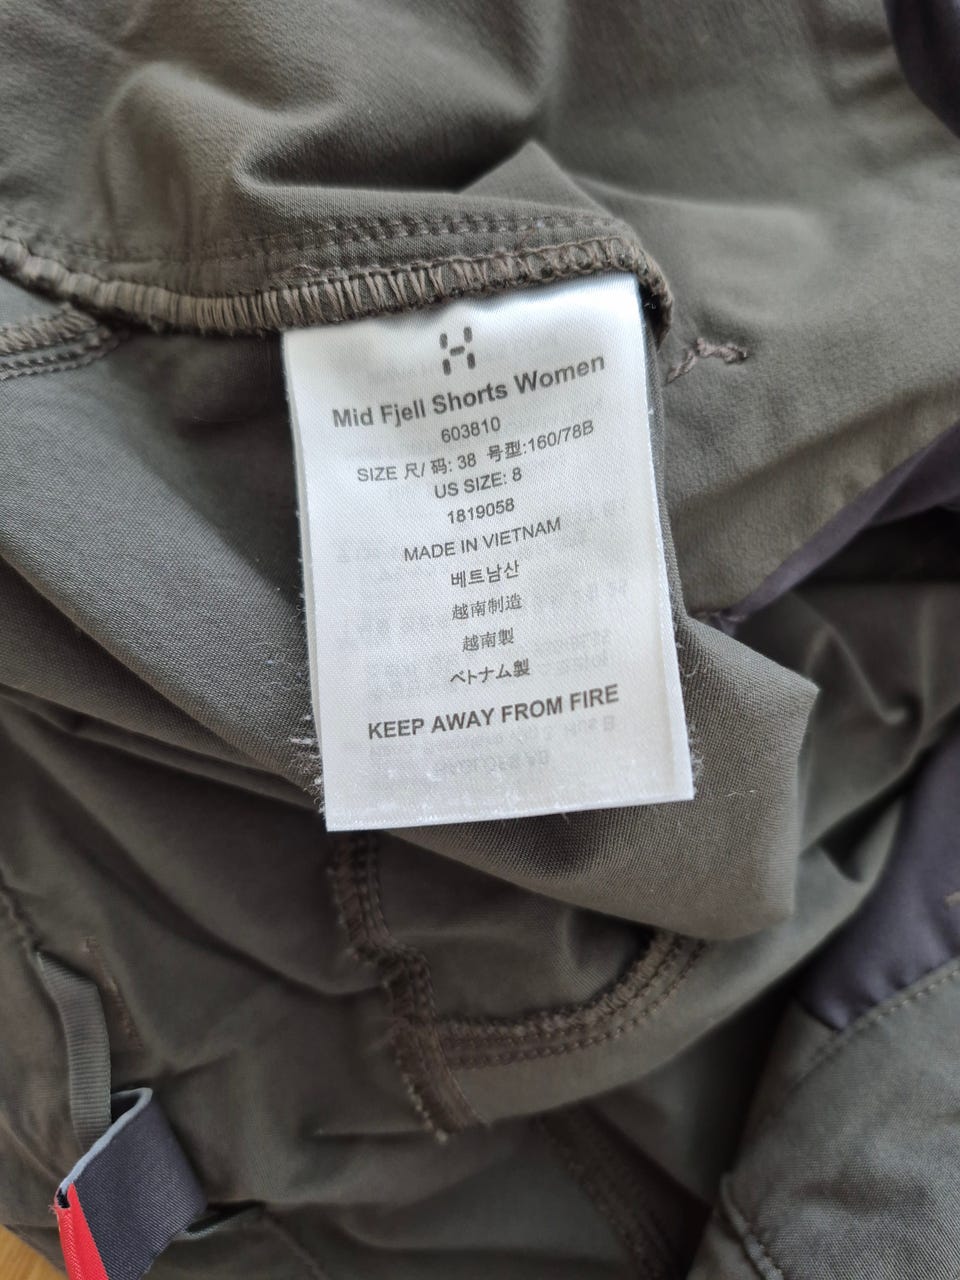 Mid Fjell Shorts Women
603810
SIZE 尺/ 码: 38 号型:160/78B
US SIZE: 8
1819058
MADE IN VIETNAM
베트남산
越南制造
越南製
ベトナム製
KEEP AWAY FROM FIRE